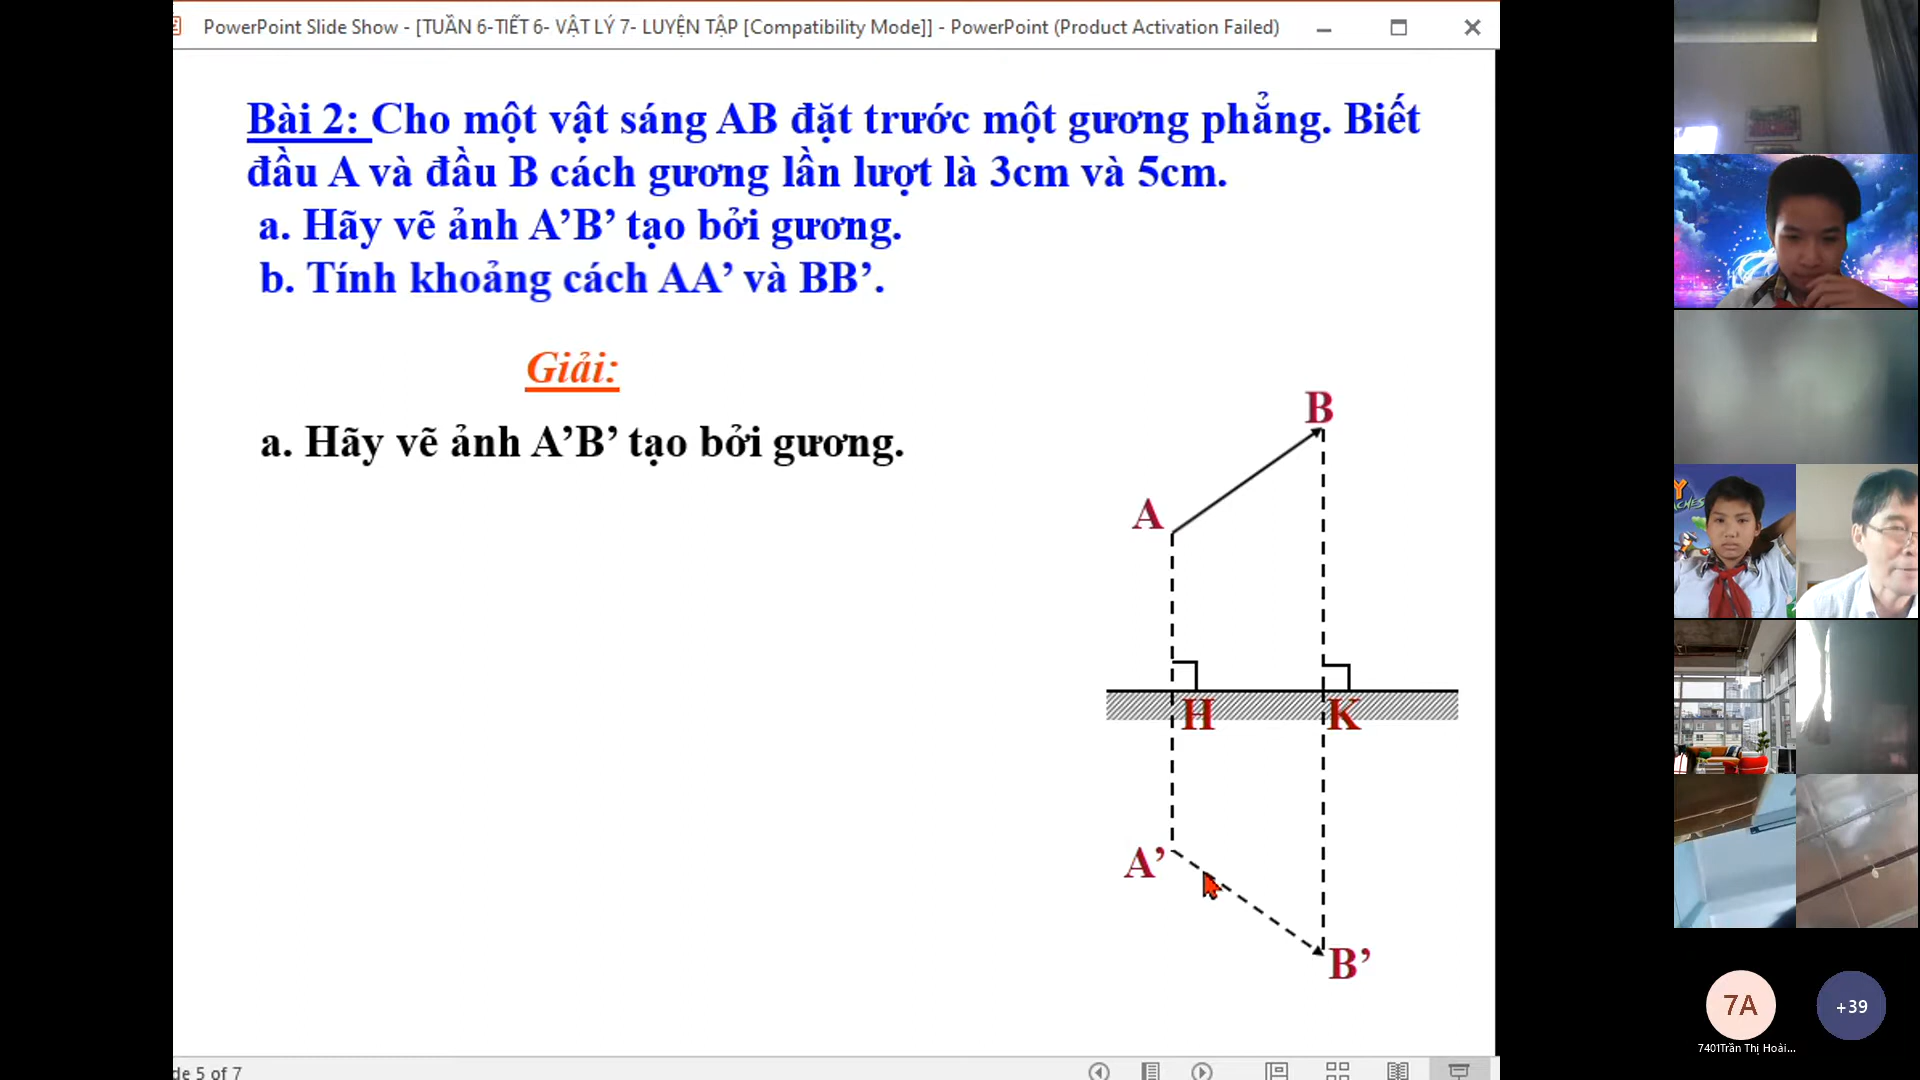 PowerPoint Slide Show - [TUẦN 6-TIẾT 6- VẬT LÝ 7- LUYỆN TẬP [Compatibility Mode]] - PowerPoint (Product Activation Failed)
Bài 2: Cho một vật sáng AB đặt trước một gương phẳng. Biết
đầu A và đầu B cách gương lần lượt là 3cm và 5cm.
a. Hãy vẽ ảnh A’B’ tạo bởi gương.
b. Tính khoảng cách AA’ và BB’.
Giải:
a. Hãy vẽ ảnh A’B’ tạo bởi gương.
B
A
H
K
A’
B’
7A
+39
7401Trần Thị Hoài...
de 5 of 7